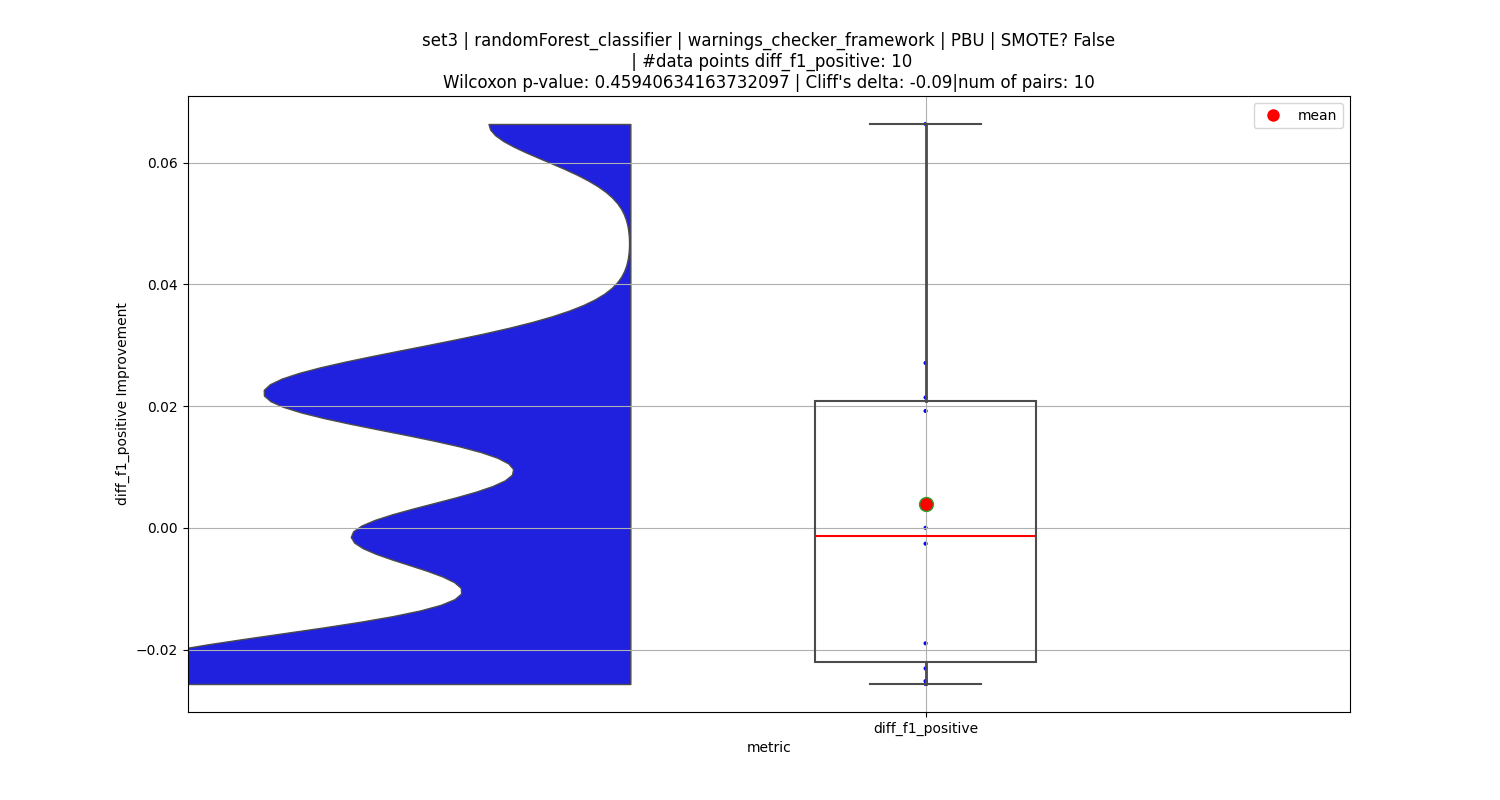 set3 | randomForest_classifier | warnings_checker_framework | PBU | SMOTE? False
| #data points diff_f1_positive: 10
Wilcoxon p-value: 0.45940634163732097 | Cliff's delta: -0.09|num of pairs: 10
mean
0.06
0.04
0.02
0.00
−0.02
diff_f1_positive Improvement
diff_f1_positive
metric